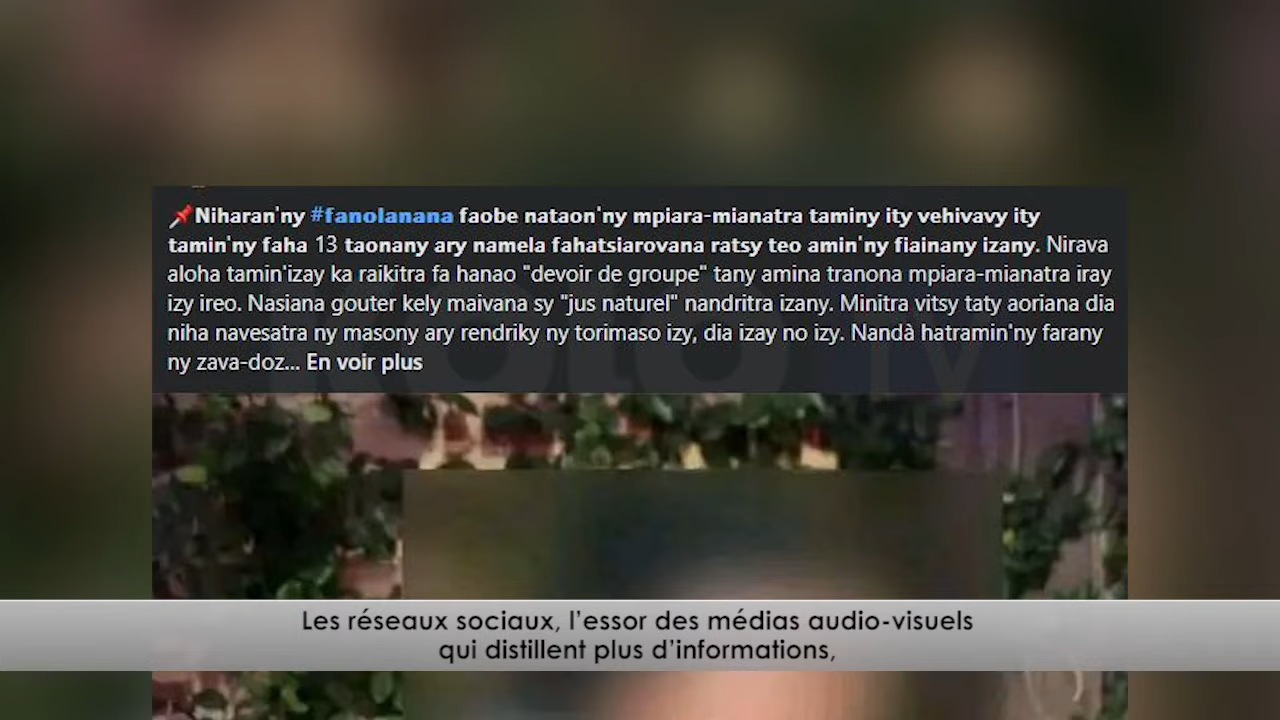 📌Niharan'ny #fanolanana faobe nataon'ny mpiara-mianatra taminy ity vehivavy ity
tamin'ny faha 13 taonany ary namela fahatsiarovana ratsy teo amin'ny fiainany izany. Nirava
aloha tamin'izay ka raikitra fa hanao "devoir de groupe" tany amina tranona mpiara-mianatra iray
izy ireo. Nasiana gouter kely maivana sy "jus naturel" nandritra izany. Minitra vitsy taty aoriana dia
niha navesatra ny masony ary rendriky ny torimaso izy, dia izay no izy. Nandà hatramin'ny farany
ny zava-doz... En voir plus
Les réseaux sociaux, l'essor des médias audio-visuels
qui distillent plus d'informations,